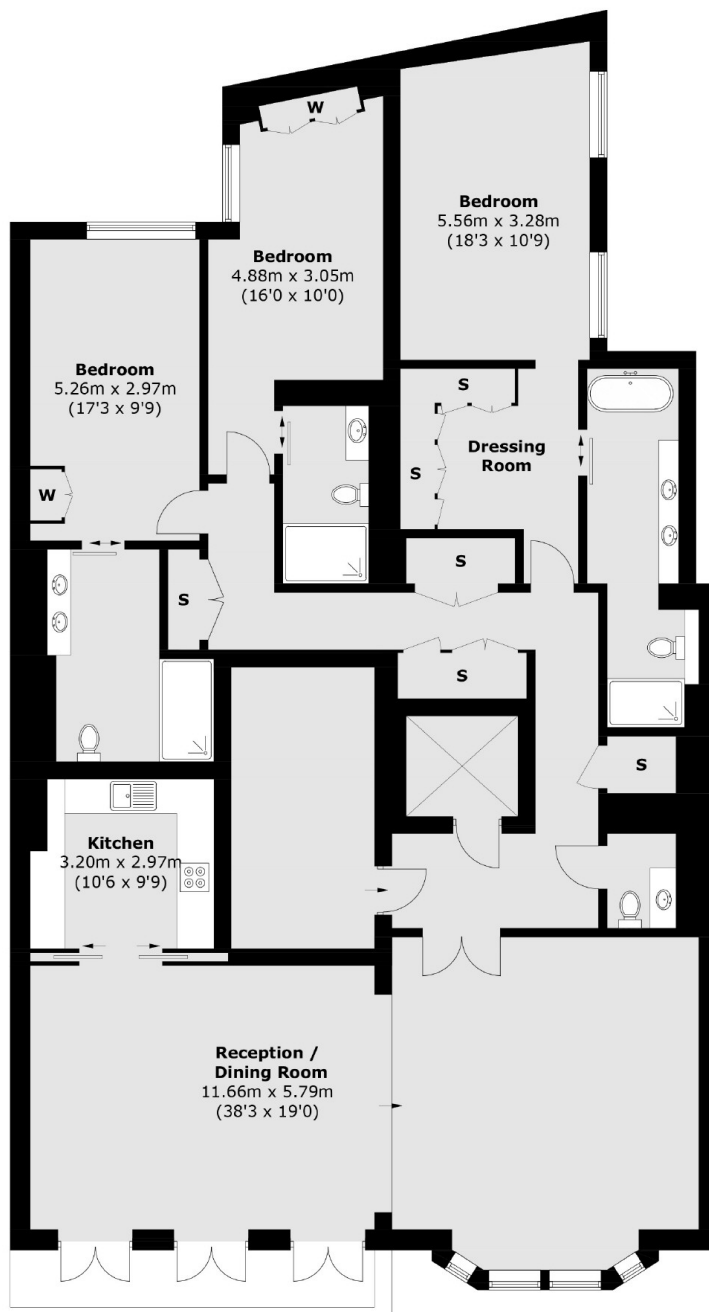 W
Bedroom
5.56m x 3.28m
(18'3 x 10'9)
Bedroom
4.88m x 3.05m
(16'0 x 10'0)
Bedroom
5.26m x 2.97m
(17'3 x 9'9)
W
S
S
Dressing
Room
S
S
S
S
Kitchen
3.20m x 2.97m
(10'6 x 9'9)
Reception /
Dining Room
11.66m x 5.79m
(38'3 x 19'0)